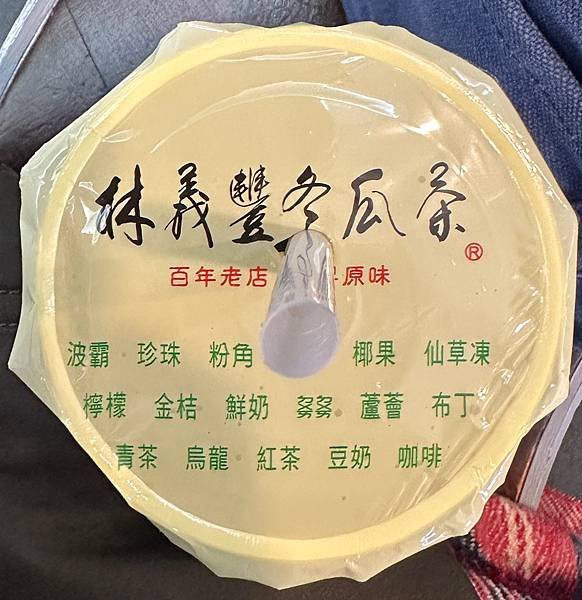 林義豐冬瓜茶
®
百年老店 原味
波霸 珍珠 粉角 椰果 仙草凍
檸檬 金桔 鮮奶 芻芻 蘆薈 布丁
青茶 烏龍 紅茶 豆奶 咖啡